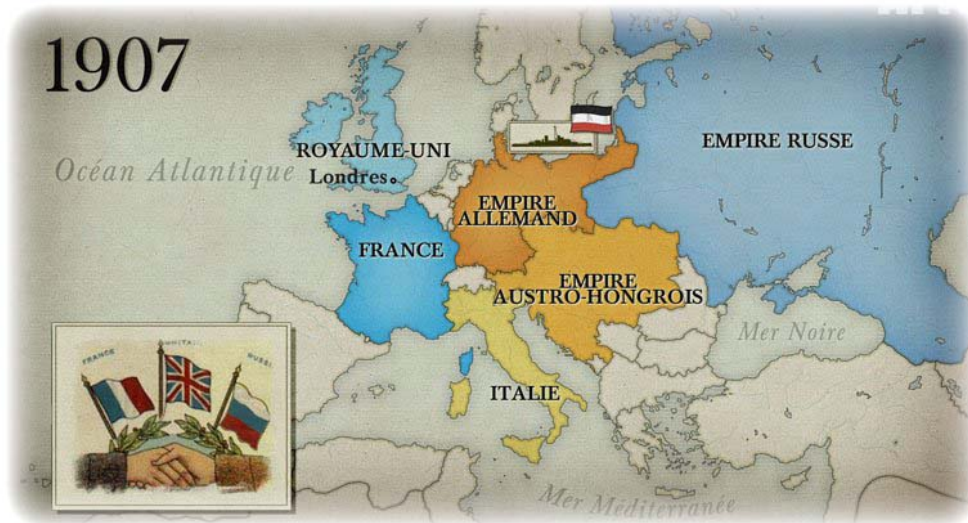 1907
ROYAUME-UNI
Londres
Océan Atlantique
EMPIRE RUSSE
EMPIRE
ALLEMAND
FRANCE
EMPIRE
AUSTRO-HONGROIS
Mer Noire
ITALIE
FRANCE
Mer Méditerranée